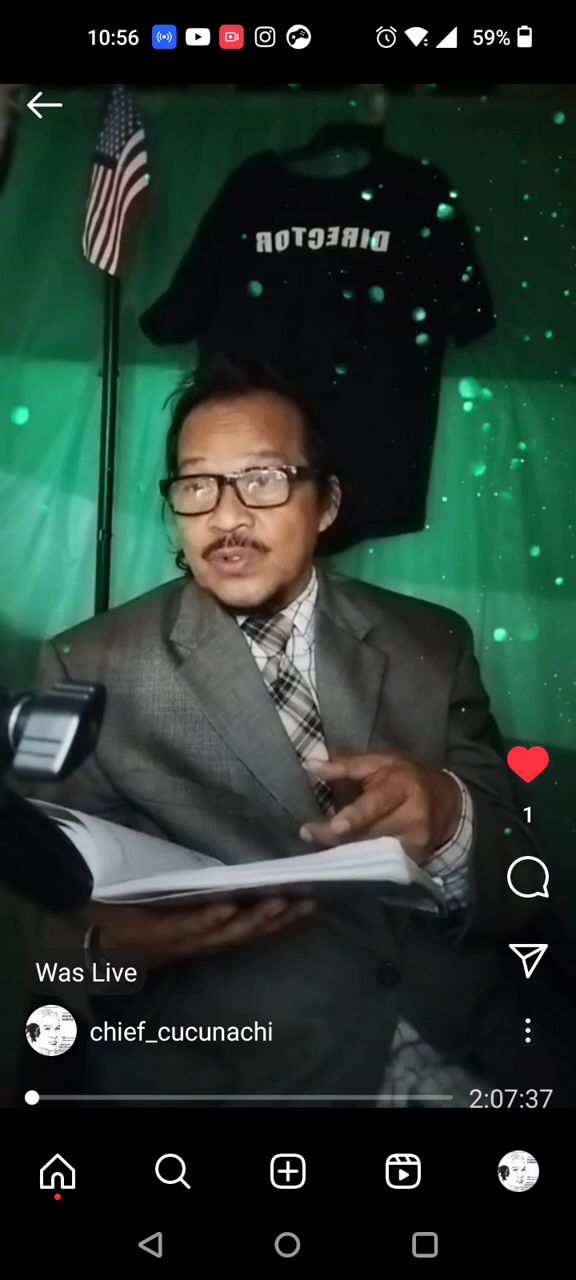 10:56
59%
DIRECTOR
1
Was Live
chief_cucunachi
2:07:37